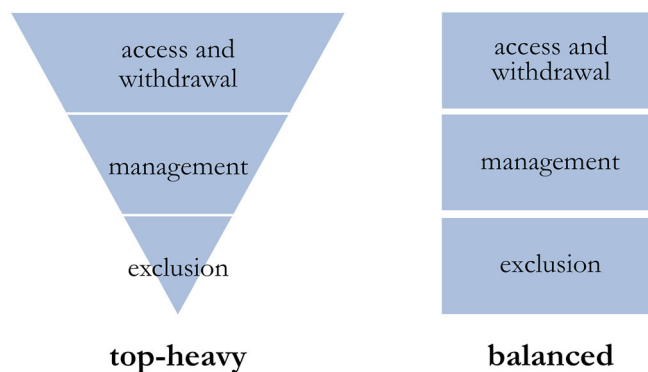 access and
withdrawal
management
exclusion
top-heavy
access and
withdrawal
management
exclusion
balanced